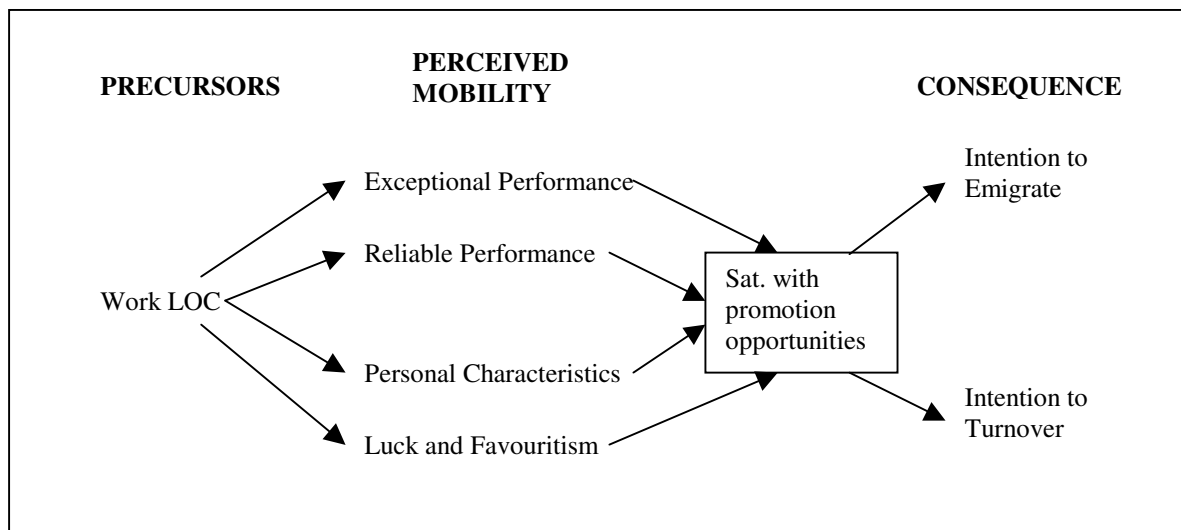 PRECURSORS
PERCEIVED
MOBILITY
CONSEQUENCE
Work LOC
Exceptional Performance
Reliable Performance
Personal Characteristics
Luck and Favouritism
Sat. with
promotion
opportunities
Intention to
Emigrate
Intention to
Turnover